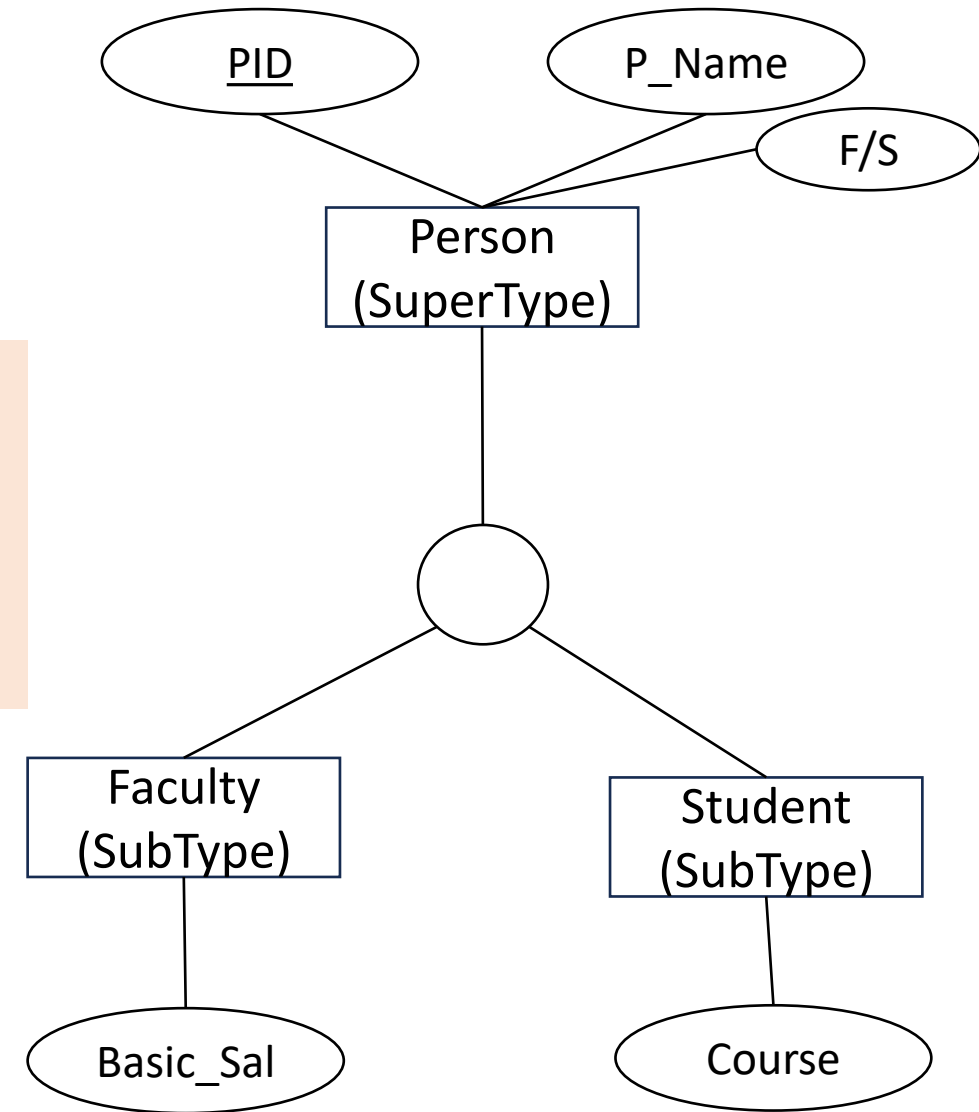 PID
P_Name
F/S
Person
(SuperType)
Faculty
(SubType)
Student
(SubType)
Basic_Sal
Course